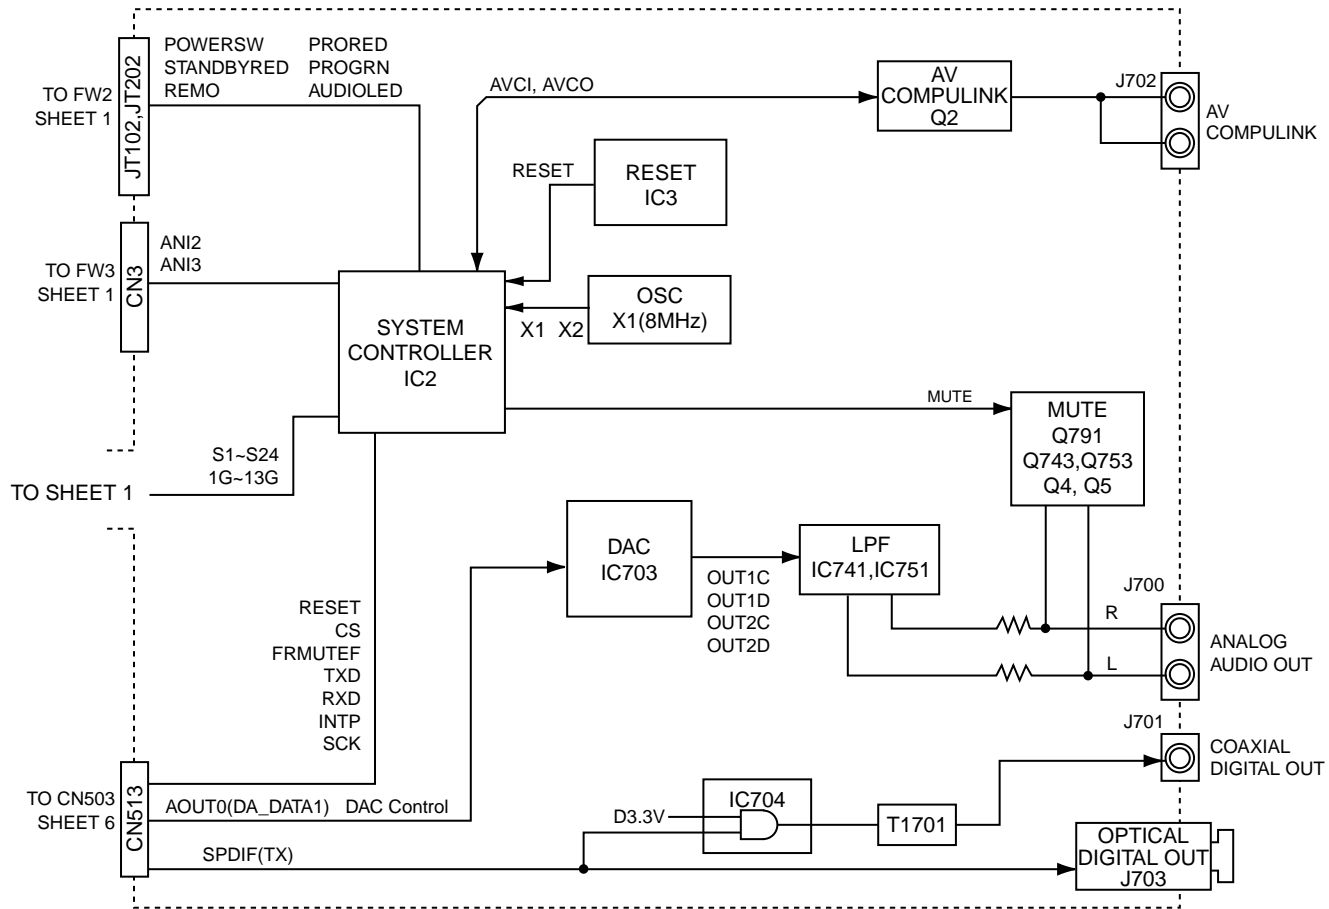 POWERSW
STANDBYRED
REMO
PRORED
PROGRN
AUDIOLED
TO FW2
SHEET 1
JT102,JT202
AVCI, AVCO
AV
COMPULINK
Q2
J702
AV
COMPULINK
RESET
RESET
IC3
TO FW3
SHEET 1
CN3
ANI2
ANI3
SYSTEM
CONTROLLER
IC2
X1 X2
OSC
X1(8MHz)
MUTE
MUTE
Q791
Q743,Q753
Q4, Q5
S1~S24
1G~13G
TO SHEET 1
DAC
IC703
OUT1C
OUT1D
OUT2C
OUT2D
LPF
IC741,IC751
J700
R
L
ANALOG
AUDIO OUT
RESET
CS
FRMUTEF
TXD
RXD
INTP
SCK
J701
COAXIAL
DIGITAL OUT
TO CN503
SHEET 6
CN513
AOUT0(DA_DATA1) DAC Control
D3.3V
IC704
T1701
SPDIF(TX)
OPTICAL
DIGITAL OUT
J703